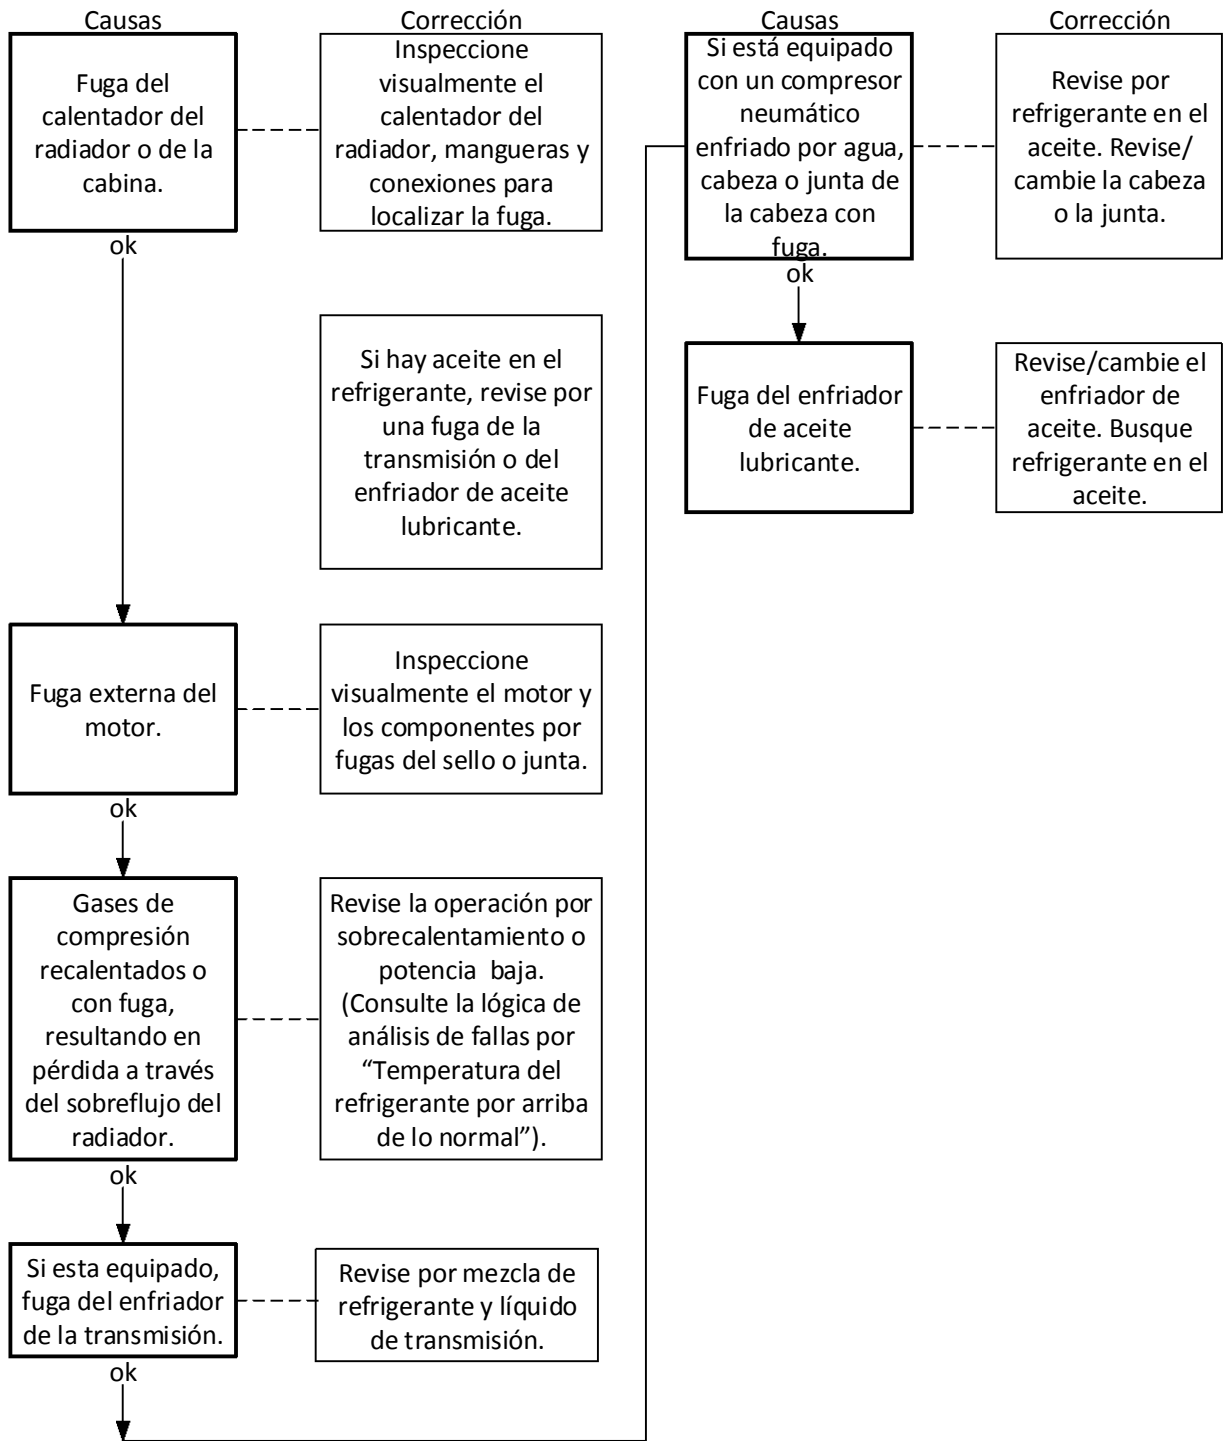 Causas
Corrección
Fuga del
calentador del
radiador o de la
cabina.
Inspeccione
visualmente el
calentador del
radiador, mangueras y
conexiones para
localizar la fuga.
ok
Si hay aceite en el
refrigerante, revise por
una fuga de la
transmisión o del
enfriador de aceite
lubricante.
Fuga externa del
motor.
Inspeccione
visualmente el motor y
los componentes por
fugas del sello o junta.
ok
Gases de
compresión
recalentados o
con fuga,
resultando en
pérdida a través
del sobreflujo del
radiador.
Revise la operación por
sobrecalentamiento o
potencia baja.
(Consulte la lógica de
análisis de fallas por
“Temperatura del
refrigerante por arriba
de lo normal”).
ok
Si esta equipado,
fuga del enfriador
de la transmisión.
Revise por mezcla de
refrigerante y líquido
de transmisión.
ok
Causas
Corrección
Si está equipado
con un compresor
neumático
enfriado por agua,
cabeza o junta de
la cabeza con
fuga.
Revise por
refrigerante en el
aceite. Revise/
cambie la cabeza
o la junta.
ok
Fuga del enfriador
de aceite
lubricante.
Revise/cambie el
enfriador de
aceite. Busque
refrigerante en el
aceite.